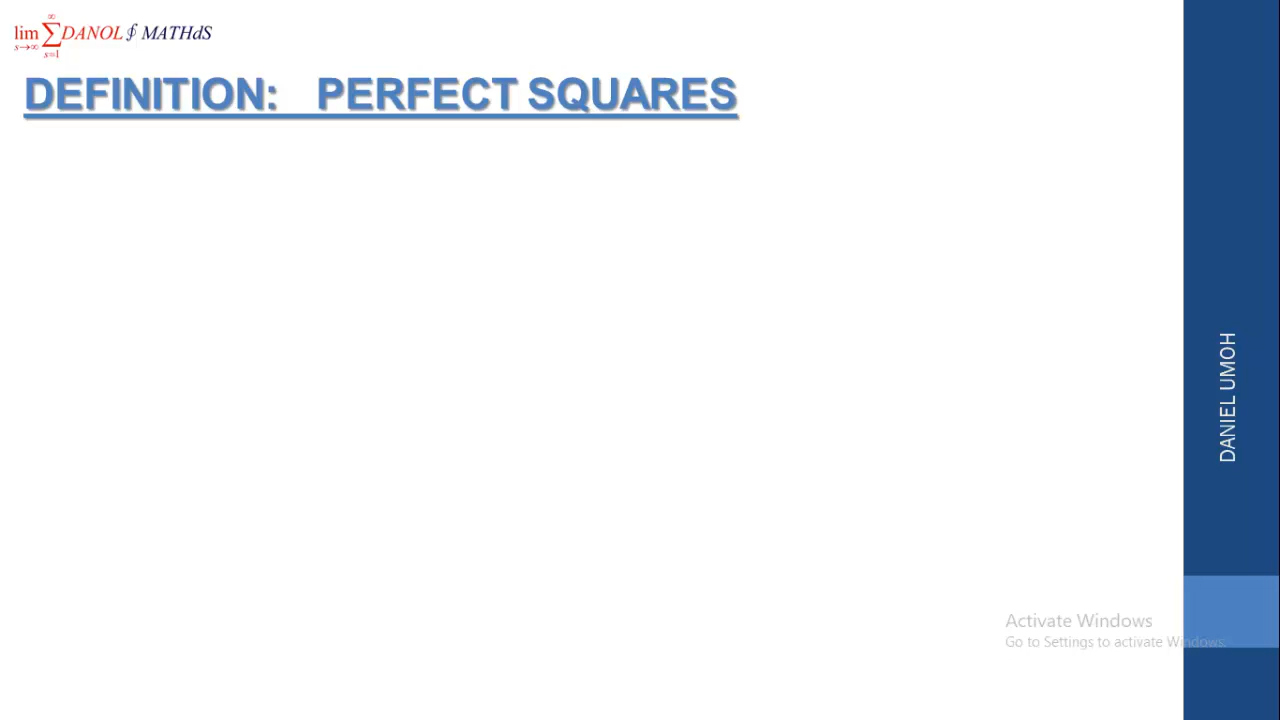 lim s→∞ ∞ ∑ s=1 DANOL ∮ MATHdS
DEFINITION: PERFECT SQUARES
DANIEL UMOH
Activate Windows
Go to Settings to activate Windows.